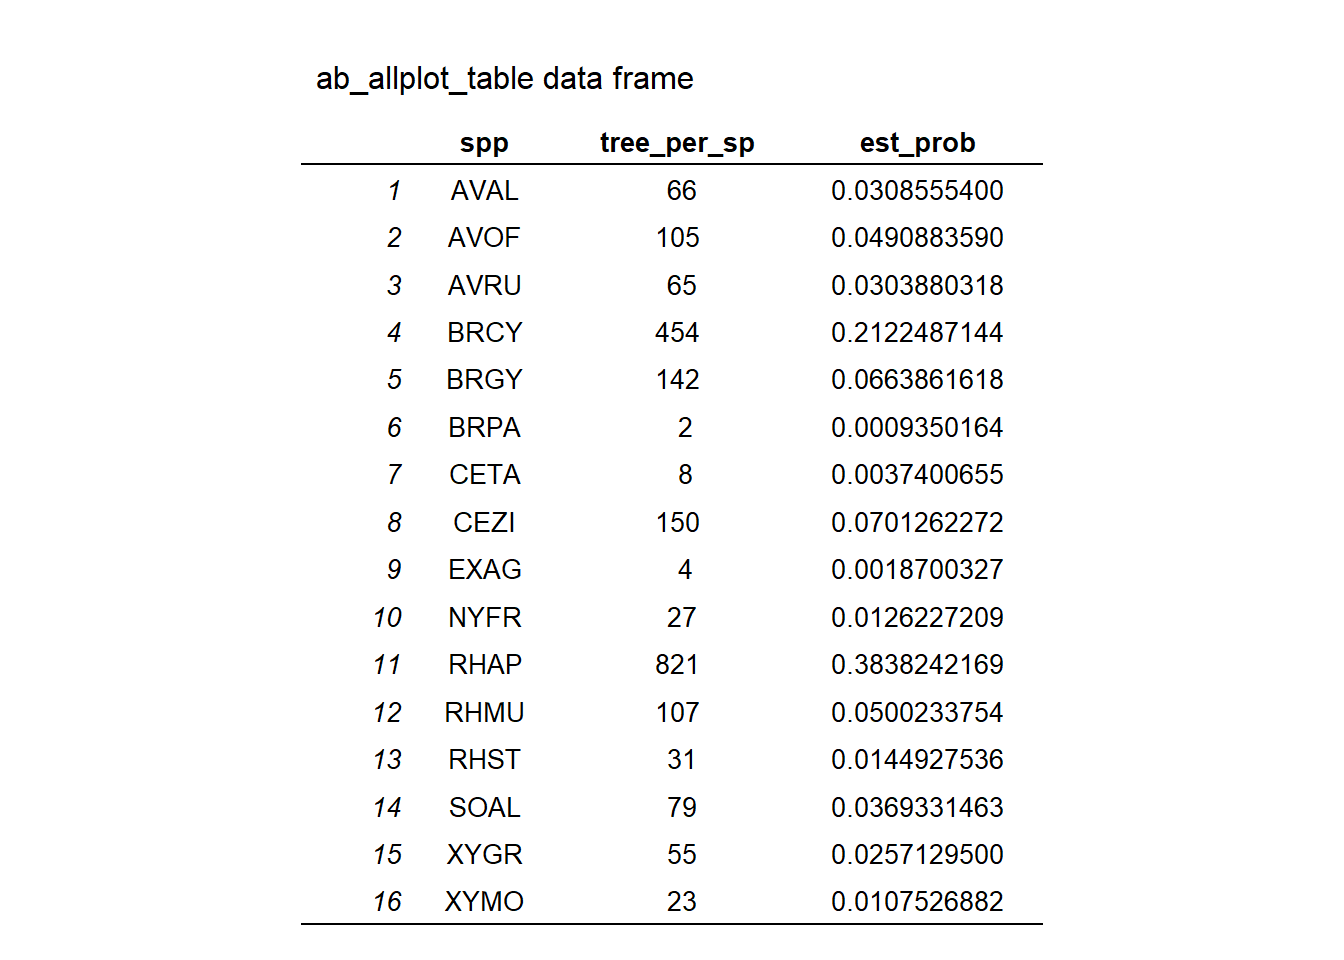 ab_allplot_table data frame
spp tree_per_sp est_prob
1 AVAL 66 0.0308555400
2 AVOF 105 0.0490883590
3 AVRU 65 0.0303880318
4 BRCY 454 0.2122487144
5 BRGY 142 0.0663861618
6 BRPA 2 0.0009350164
7 CETA 8 0.0037400655
8 CEZI 150 0.0701262272
9 EXAG 4 0.0018700327
10 NYFR 27 0.0126227209
11 RHAP 821 0.3838242169
12 RHMU 107 0.0500233754
13 RHST 31 0.0144927536
14 SOAL 79 0.0369331463
15 XYGR 55 0.0257129500
16 XYMO 23 0.0107526882